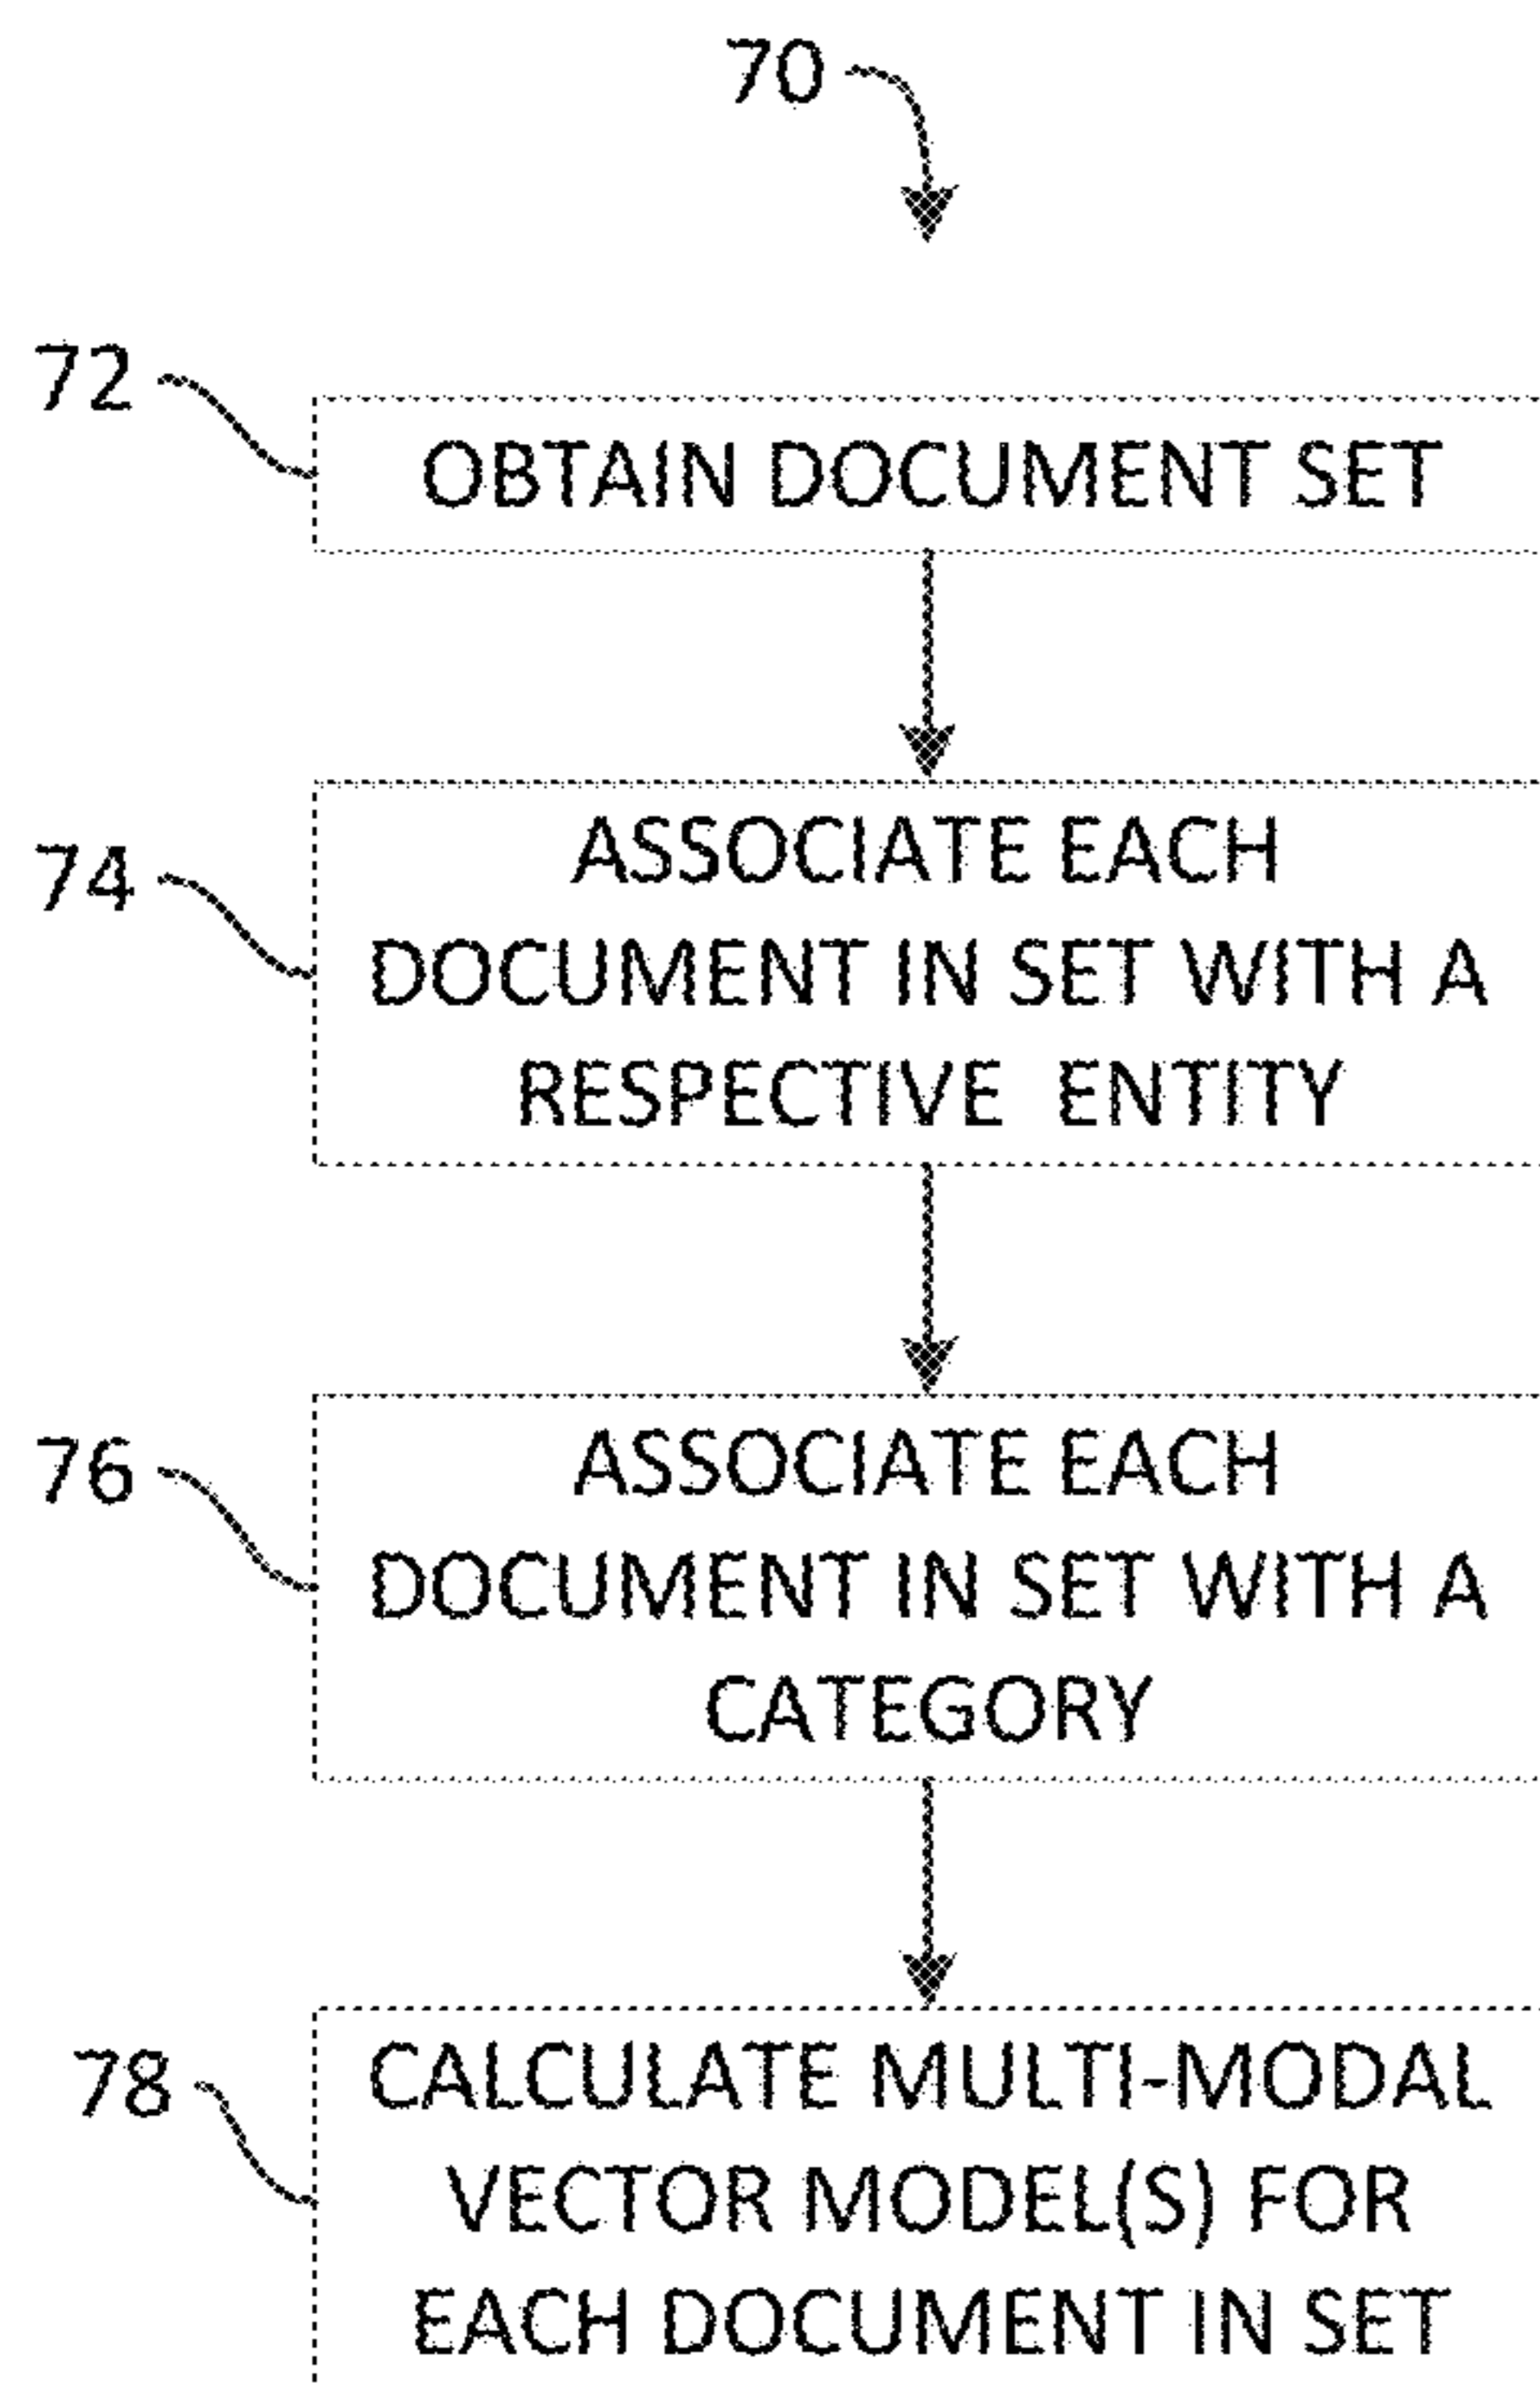 70
72
OBTAIN DOCUMENT SET
74
ASSOCIATE EACH
DOCUMENT IN SET WITH A
RESPECTIVE ENTITY
76
ASSOCIATE EACH
DOCUMENT IN SET WITH A
CATEGORY
78
CALCULATE MULTI-MODAL
VECTOR MODEL(S) FOR
EACH DOCUMENT IN SET